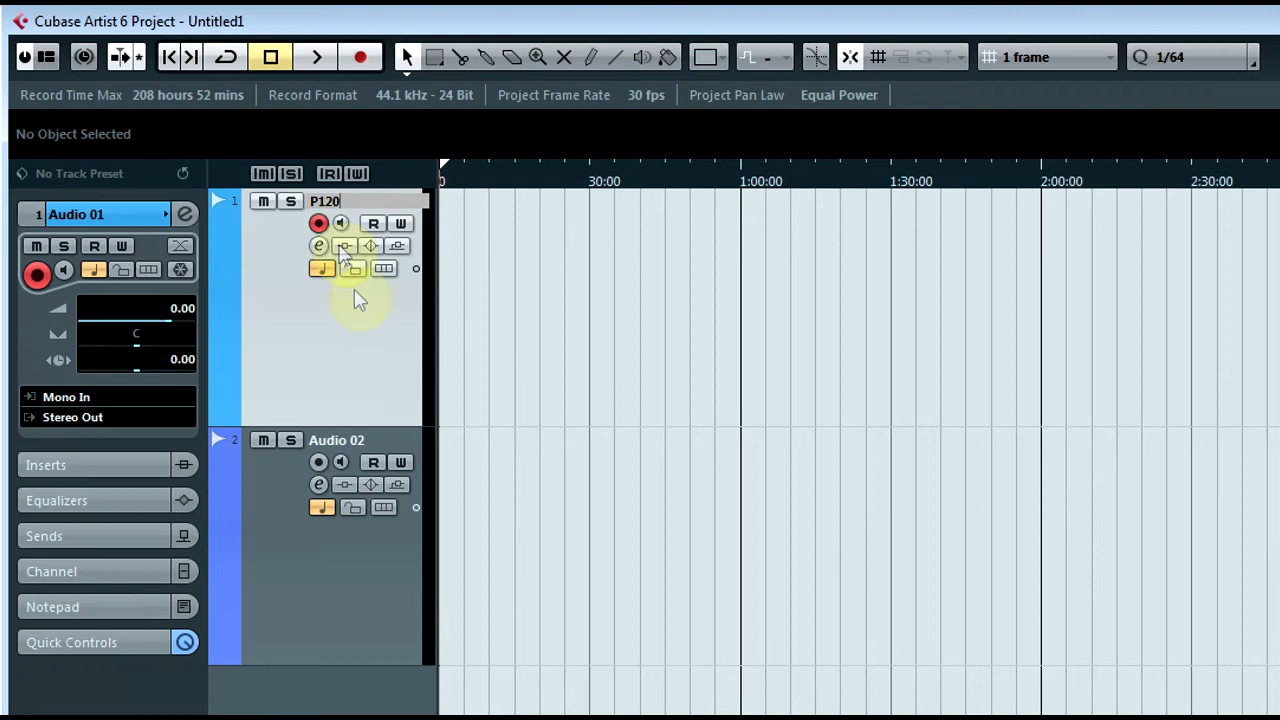 Cubase Artist 6 Project - Untitled1
1 frame
Q 1/64
Record Time Max 208 hours 52 mins Record Format 44.1 kHz - 24 Bit Project Frame Rate 30 fps Project Pan Law Equal Power
No Object Selected
No Track Preset
[M] [S] [R] [W]
0 30:00 1:00:00 1:30:00 2:00:00 2:30:00
1 Audio 01 e
M S R W
0.00
C
0.00
Mono In
Stereo Out
Inserts
Equalizers
Sends
Channel
Notepad
Quick Controls
1 M S P120
R W
e
2 M S Audio 02
R W
e